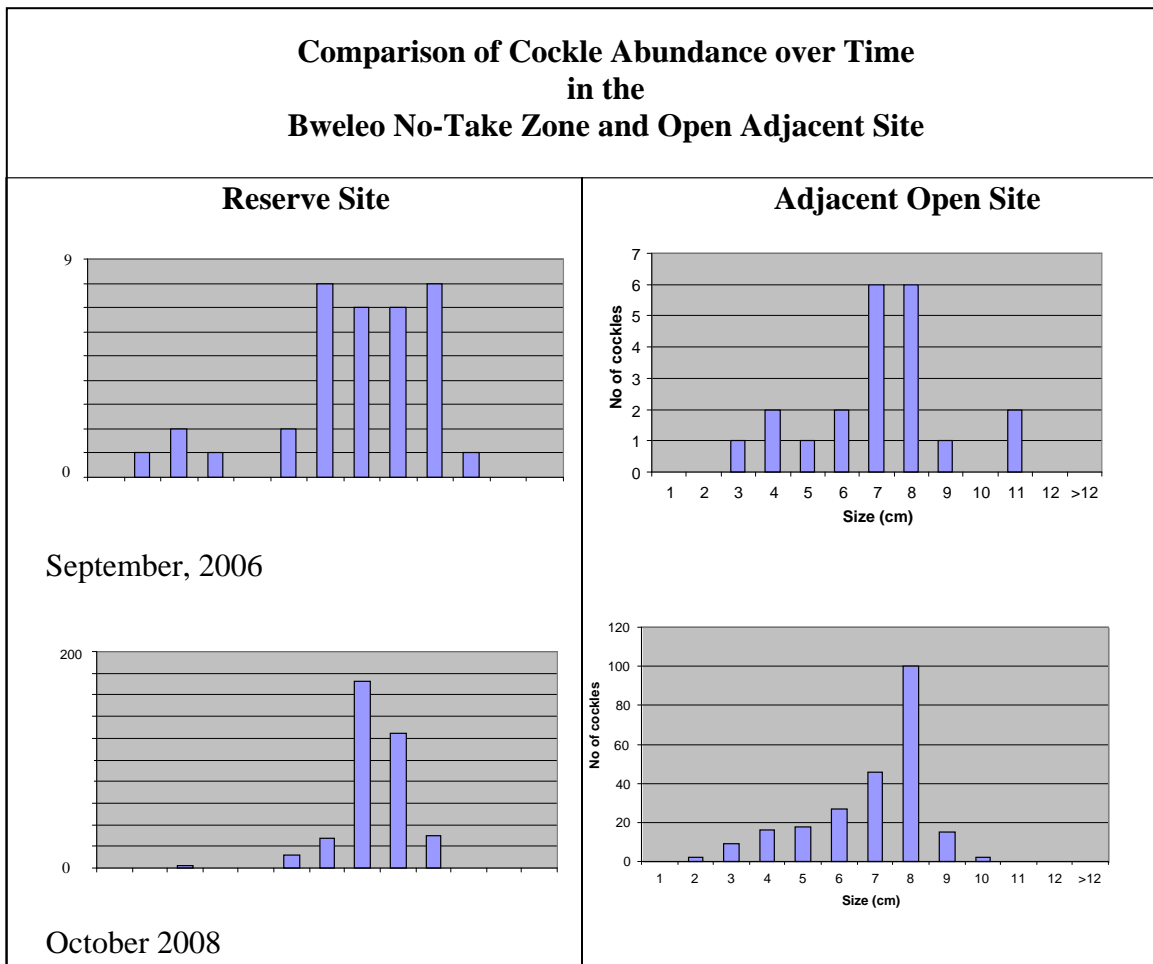 Comparison of Cockle Abundance over Time
in the
Bweleo No-Take Zone and Open Adjacent Site
Reserve Site
9
0
September, 2006
200
0
October 2008
Adjacent Open Site
No of cockles
7
6
5
4
3
2
1
0
1 2 3 4 5 6 7 8 9 10 11 12 >12
Size (cm)
No of cockles
120
100
80
60
40
20
0
1 2 3 4 5 6 7 8 9 10 11 12 >12
Size (cm)